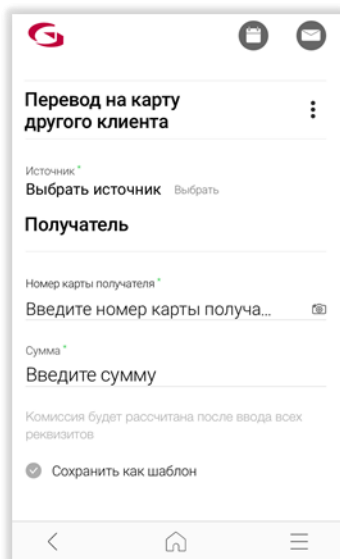 Перевод на карту
другого клиента
Источник *
Выбрать источник Выбрать
Получатель
Номер карты получателя *
Введите номер карты получа...
Сумма *
Введите сумму
Комиссия будет рассчитана после ввода всех
реквизитов
Сохранить как шаблон